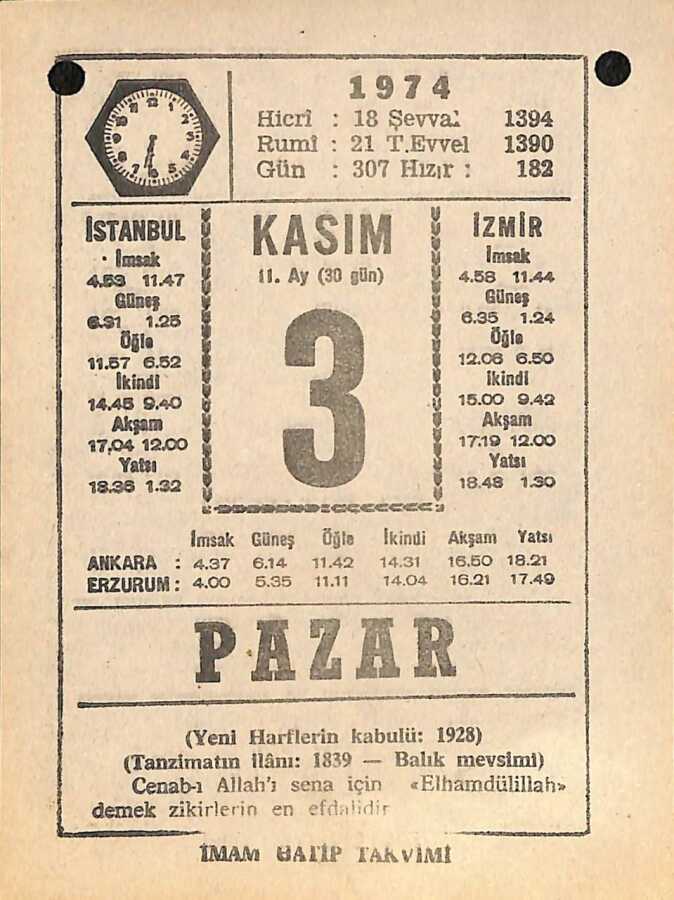 1974
Hicrî : 18 Şevval 1394
Rumî : 21 T.Evvel 1390
Gün : 307 Hızır : 182
İSTANBUL
İmsak
4.53 11.47
Güneş
6.31 1.25
Öğle
11.57 6.52
İkindi
14.45 9.40
Akşam
17.04 12.00
Yatsı
18.36 1.32
KASIM
11. Ay (30 gün)
3
İZMİR
İmsak
4.58 11.44
Güneş
6.35 1.24
Öğle
12.06 6.50
İkindi
15.00 9.42
Akşam
17.19 12.00
Yatsı
18.48 1.30
İmsak Güneş Öğle İkindi Akşam Yatsı
ANKARA : 4.37 6.14 11.42 14.31 16.50 18.21
ERZURUM : 4.00 5.35 11.11 14.04 16.21 17.49
PAZAR
(Yeni Harflerin kabulü: 1928)
(Tanzimatın ilânı: 1839 — Balık mevsimi)
Cenab-ı Allah'ı sena için «Elhamdülillah»
demek zikirlerin en efdalidir
İMAM HATİP TAKVİMİ